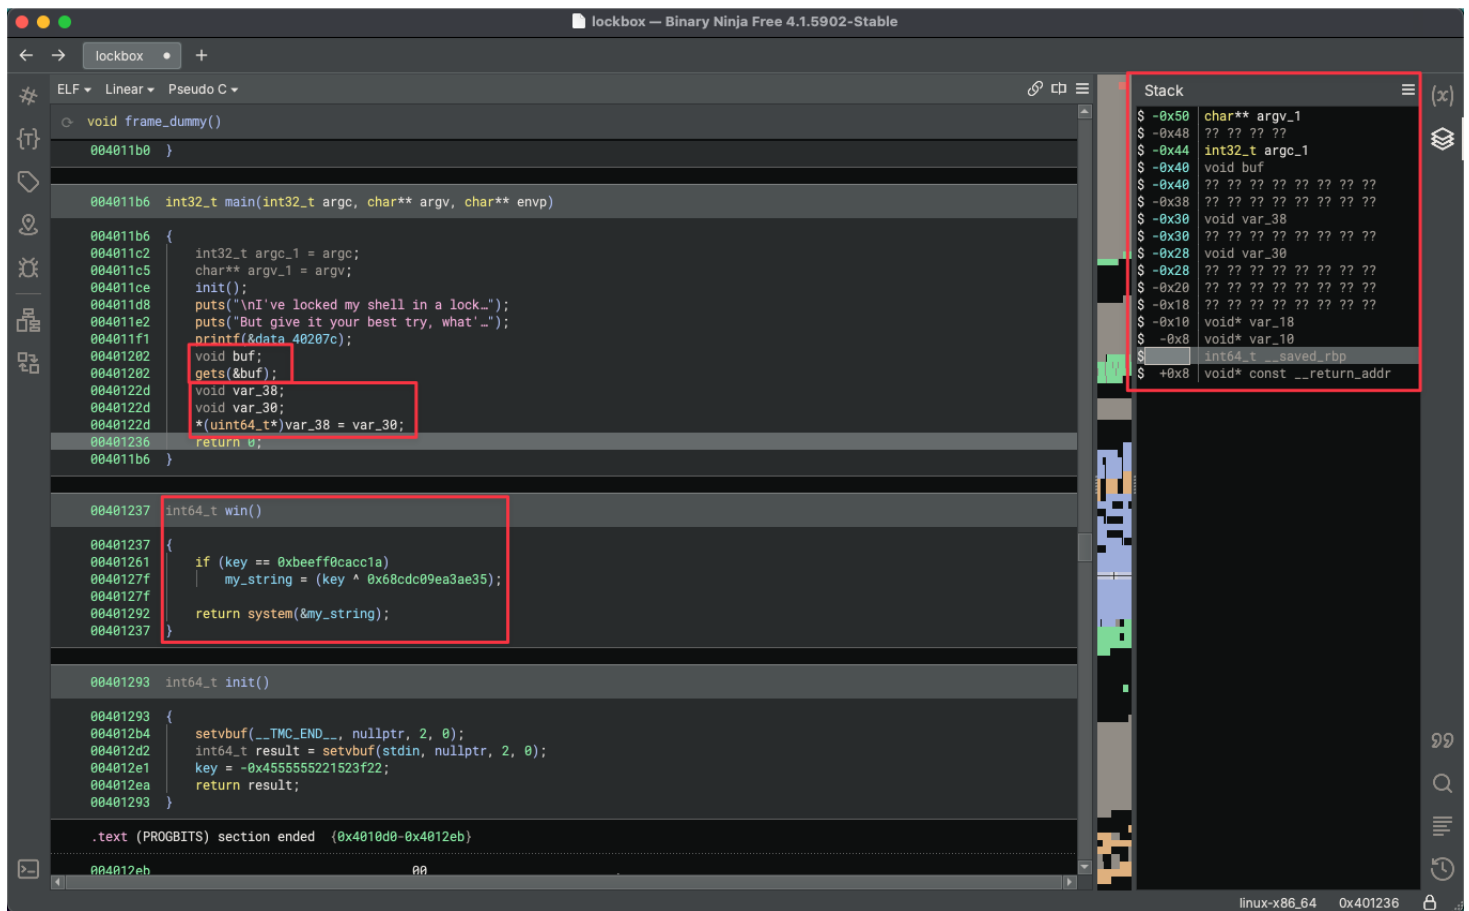 lockbox — Binary Ninja Free 4.1.5902-Stable
lockbox
ELF Linear Pseudo C
void frame_dummy()
004011b0 }
004011b6 int32_t main(int32_t argc, char** argv, char** envp)
004011b6 {
004011c2 int32_t argc_1 = argc;
004011c5 char** argv_1 = argv;
004011ce init();
004011d8 puts("\nI've locked my shell in a lock…");
004011e2 puts("But give it your best try, what'…");
004011f1 printf(&data_40207c);
00401202 void buf;
00401202 gets(&buf);
0040122d void var_38;
0040122d void var_30;
0040122d *(uint64_t*)var_38 = var_30;
00401236 return 0;
004011b6 }
00401237 int64_t win()
00401237 {
00401261 if (key == 0xbeeff0cacc1a)
0040127f my_string = (key ^ 0x68cdc09ea3ae35);
0040127f
00401292 return system(&my_string);
00401237 }
00401293 int64_t init()
00401293 {
004012b4 setvbuf(__TMC_END__, nullptr, 2, 0);
004012d2 int64_t result = setvbuf(stdin, nullptr, 2, 0);
004012e1 key = -0x4555555221523f22;
004012ea return result;
00401293 }
.text (PROGBITS) section ended {0x4010d0-0x4012eb}
004012eb 00
Stack
$ -0x50 char** argv_1
$ -0x48 ?? ?? ?? ??
$ -0x44 int32_t argc_1
$ -0x40 void buf
$ -0x40 ?? ?? ?? ?? ?? ?? ?? ??
$ -0x38 ?? ?? ?? ?? ?? ?? ?? ??
$ -0x30 void var_38
$ -0x30 ?? ?? ?? ?? ?? ?? ?? ??
$ -0x28 void var_30
$ -0x28 ?? ?? ?? ?? ?? ?? ?? ??
$ -0x20 ?? ?? ?? ?? ?? ?? ?? ??
$ -0x18 ?? ?? ?? ?? ?? ?? ?? ??
$ -0x10 void* var_18
$ -0x8 void* var_10
$ int64_t __saved_rbp
$ +0x8 void* const __return_addr
linux-x86_64 0x401236